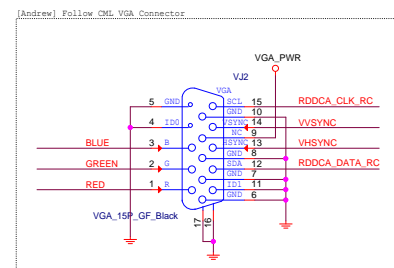 [Andrew] Follow CML VGA Connector
VGA_PWR
VJ2
VGA
5 GND SCL 15 RDDCA_CLK_RC
GND 10
4 ID0 VSYNC 14 VVSYNC
NC 9
BLUE 3 B HSYNC 13 VHSYNC
GND 8
GREEN 2 G SDA 12 RDDCA_DATA_RC
GND 7
RED 1 R ID1 11
GND 6
VGA_15P_GF_Black
17 16